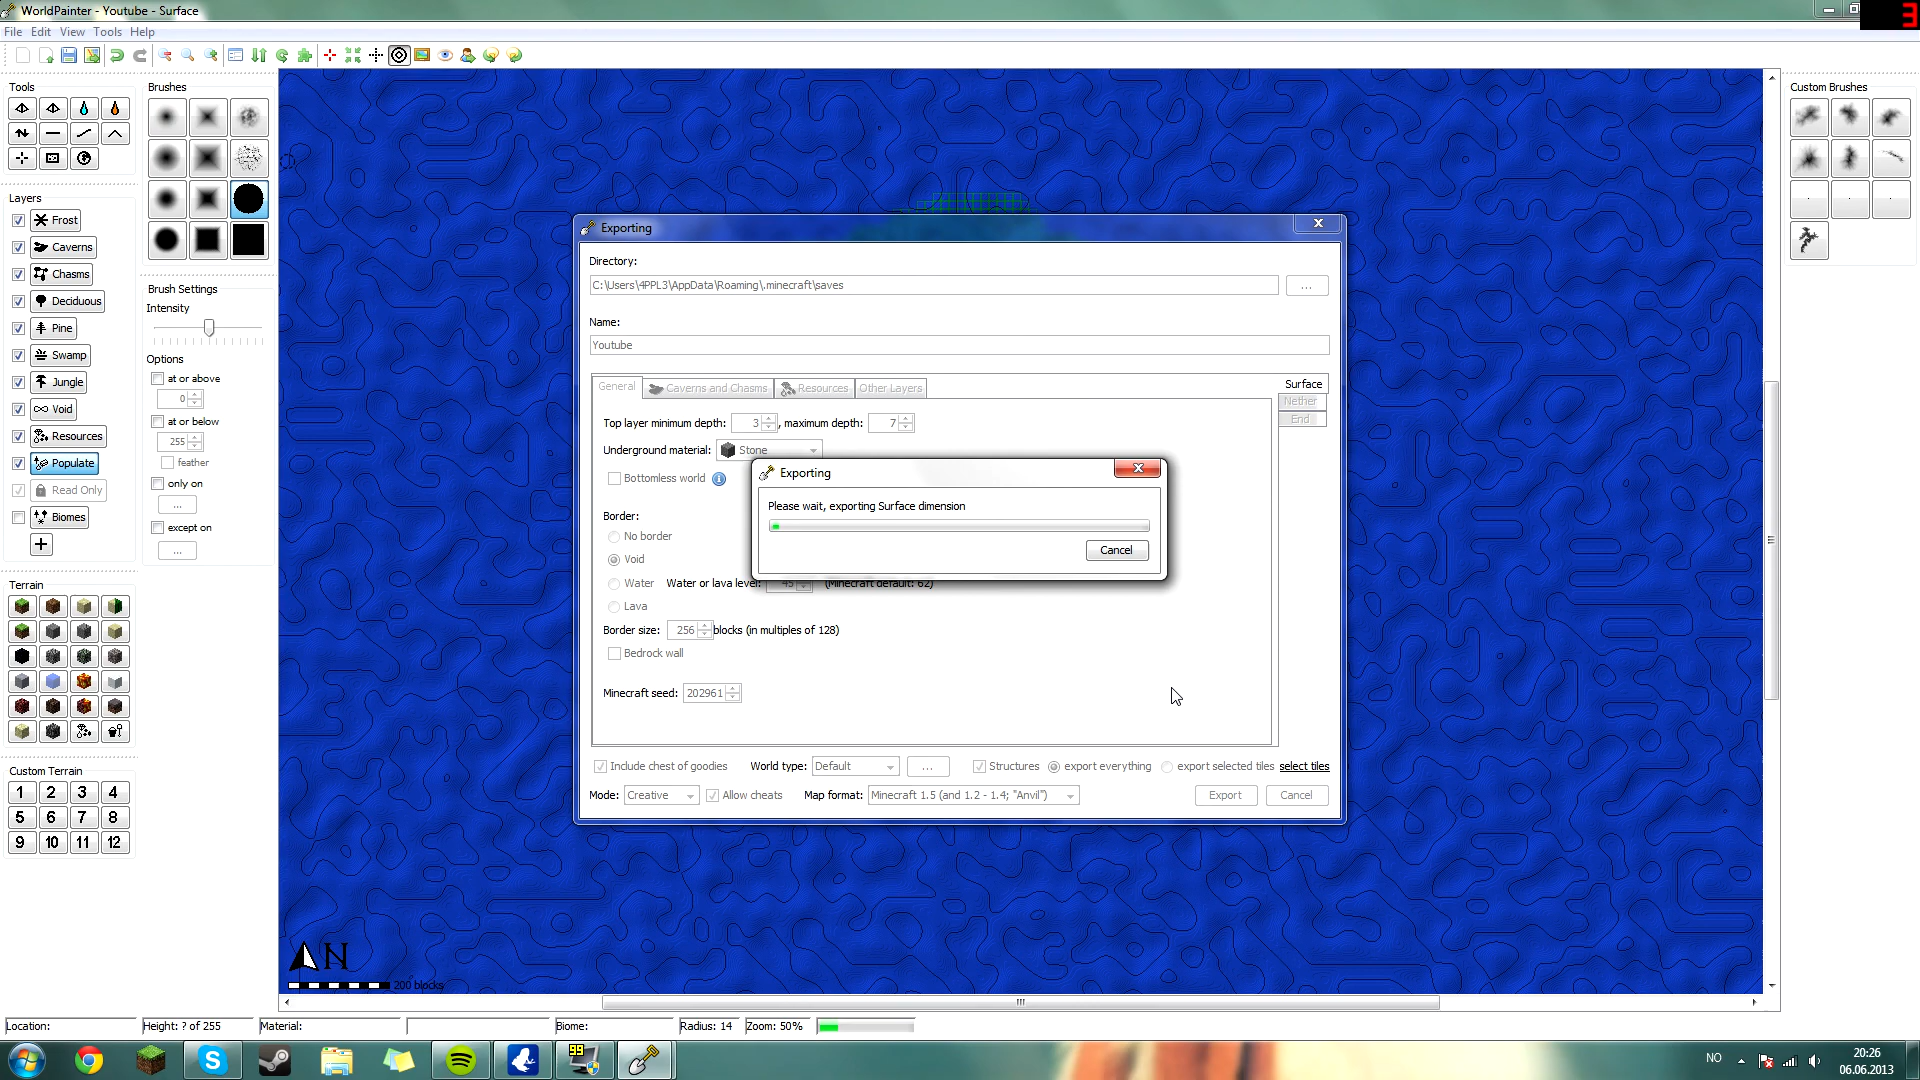 WorldPainter - Youtube - Surface
3
File Edit View Tools Help
Tools
Brushes
Custom Brushes
Layers
Frost
Caverns
Chasms
Deciduous
Pine
Swamp
Jungle
Void
Resources
Populate
Read Only
Biomes
Brush Settings
Intensity
Options
at or above
0
at or below
255
feather
only on
...
except on
...
Terrain
Custom Terrain
1 2 3 4
5 6 7 8
9 10 11 12
Exporting
Directory:
C:\Users\4PPL3\AppData\Roaming\.minecraft\saves
...
Name:
Youtube
General Caverns and Chasms Resources Other Layers
Surface
Nether
End
Top layer minimum depth: 3 , maximum depth: 7
Underground material: Stone
Bottomless world
Exporting
Please wait, exporting Surface dimension
Cancel
Border:
No border
Void
Water Water or lava level: 45 (Minecraft default: 62)
Lava
Border size: 256 blocks (in multiples of 128)
Bedrock wall
Minecraft seed: 202961
Include chest of goodies World type: Default ... Structures export everything export selected tiles select tiles
Mode: Creative Allow cheats Map format: Minecraft 1.5 (and 1.2 - 1.4; "Anvil") Export Cancel
N
200 blocks
Location: Height: ? of 255 Material: Biome: Radius: 14 Zoom: 50%
99
NO
20:26
06.06.2013